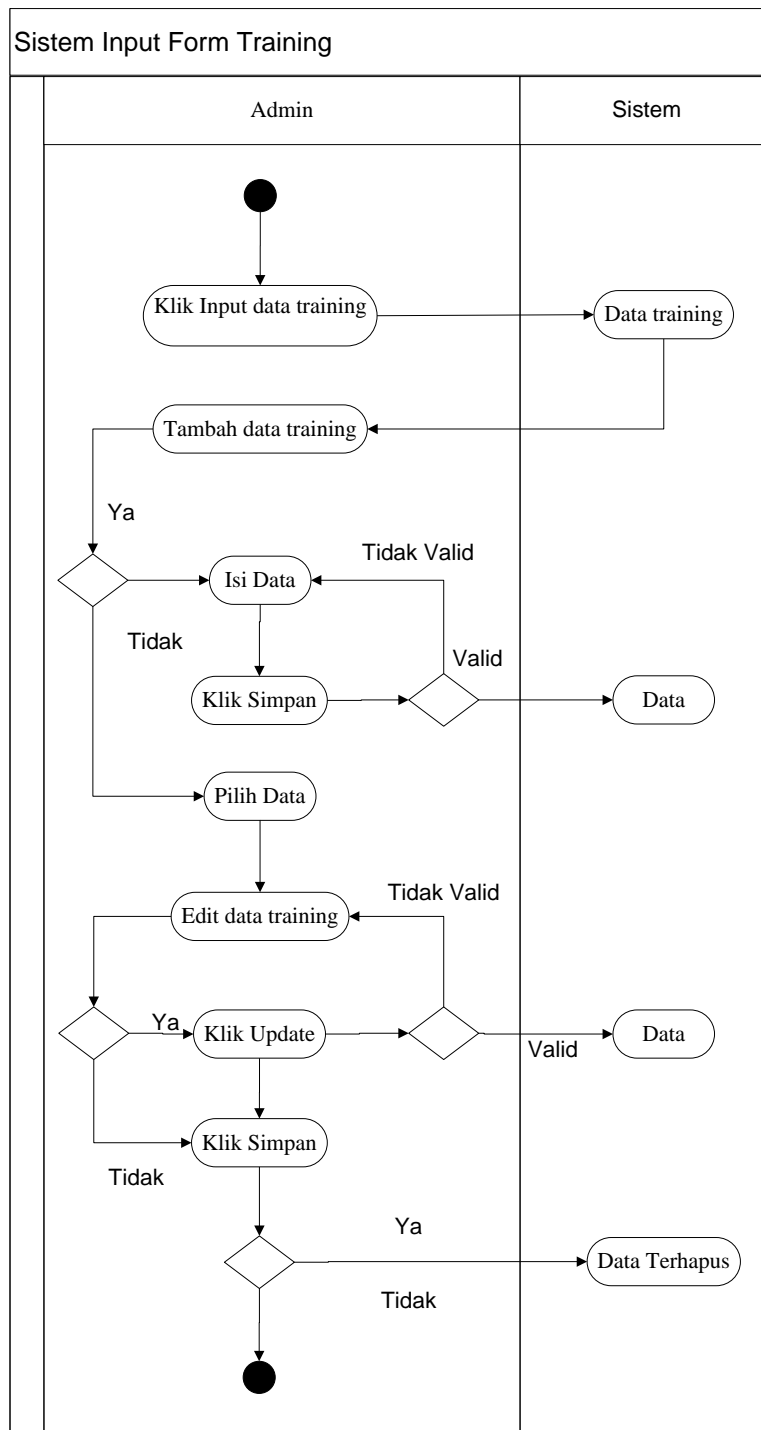 Sistem Input Form Training
Admin
Sistem
Klik Input data training
Data training
Tambah data training
Ya
Tidak Valid
Isi Data
Tidak
Valid
Klik Simpan
Data
Pilih Data
Tidak Valid
Edit data training
Ya
Klik Update
Valid
Data
Klik Simpan
Tidak
Ya
Data Terhapus
Tidak